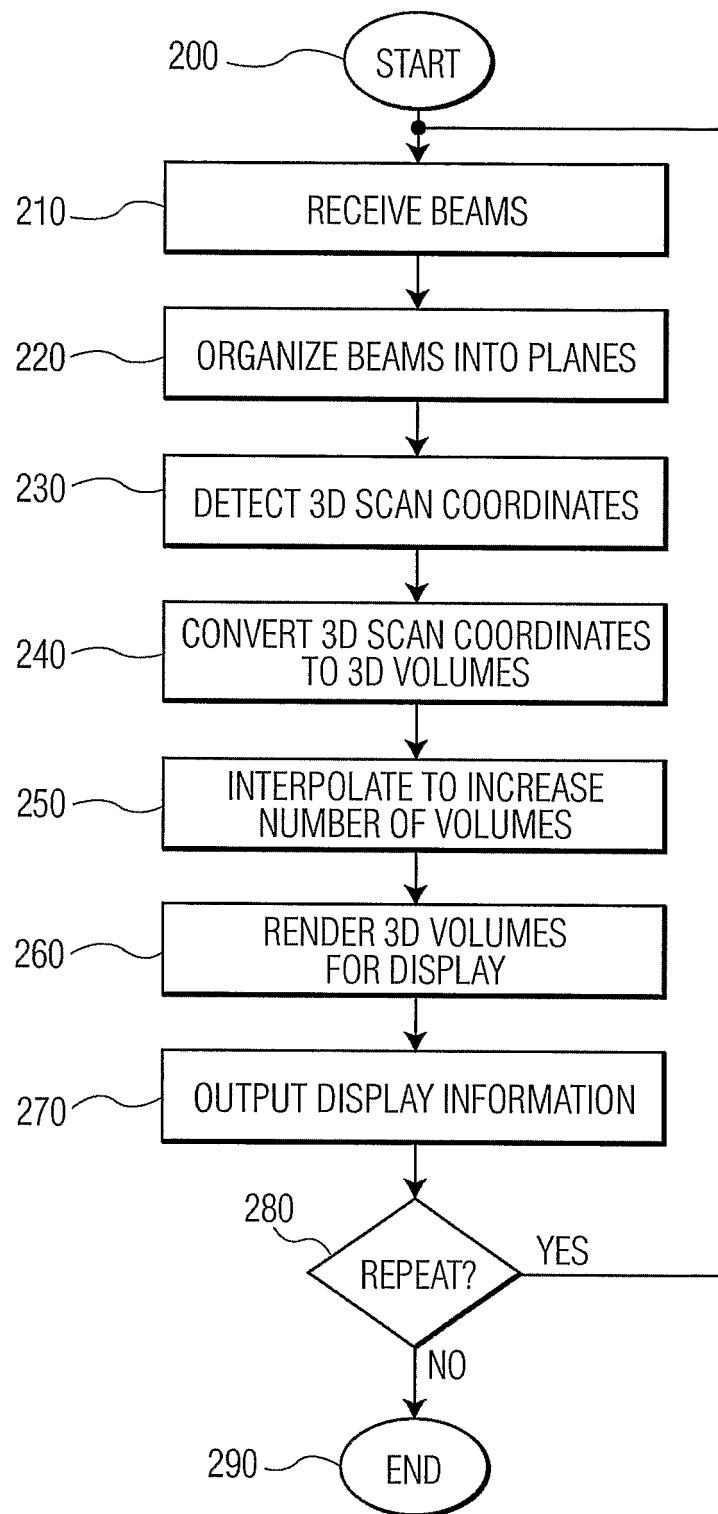 200
START
210
RECEIVE BEAMS
220
ORGANIZE BEAMS INTO PLANES
230
DETECT 3D SCAN COORDINATES
240
CONVERT 3D SCAN COORDINATES
TO 3D VOLUMES
250
INTERPOLATE TO INCREASE
NUMBER OF VOLUMES
260
RENDER 3D VOLUMES
FOR DISPLAY
270
OUTPUT DISPLAY INFORMATION
280
REPEAT?
YES
NO
290
END